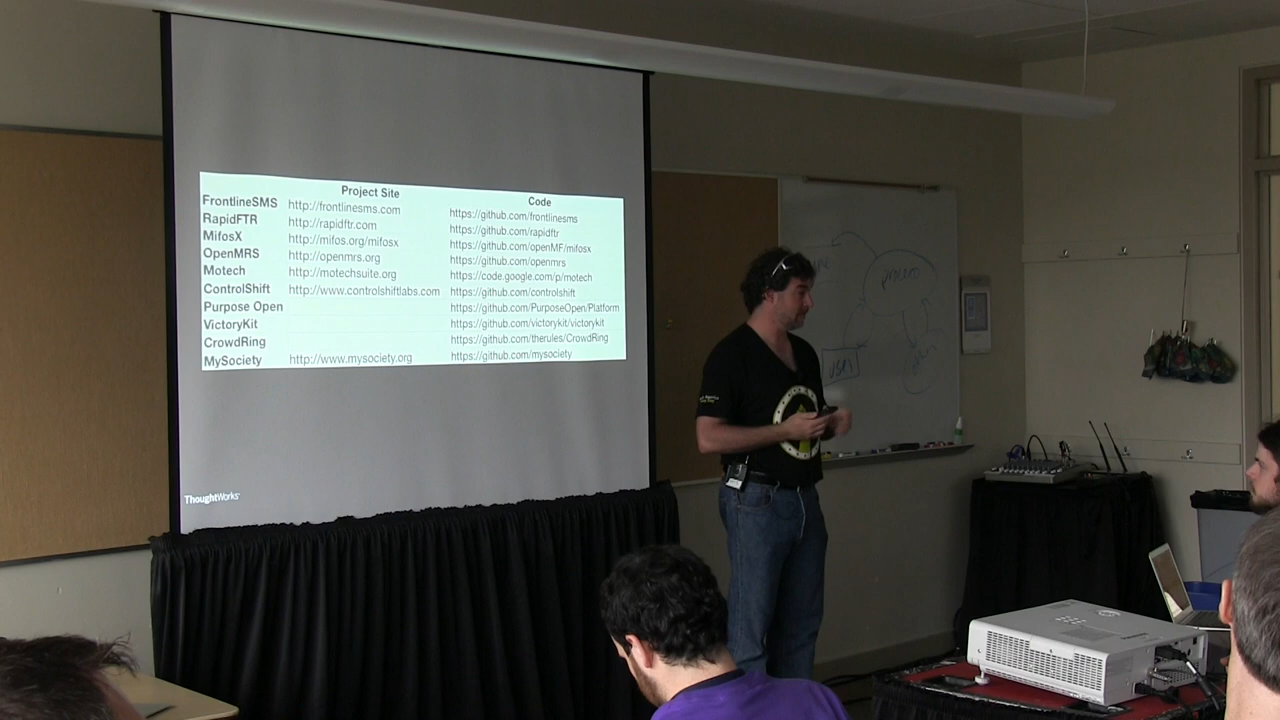 Project Site Code
FrontlineSMS http://frontlinesms.com https://github.com/frontlinesms
RapidFTR http://rapidftr.com https://github.com/rapidftr
MifosX http://mifos.org/mifosx https://github.com/openMF/mifosx
OpenMRS http://openmrs.org https://github.com/openmrs
Motech http://motechsuite.org https://code.google.com/p/motech
ControlShift http://www.controlshiftlabs.com https://github.com/controlshift
Purpose Open https://github.com/PurposeOpen/Platform
VictoryKit https://github.com/victorykit/victorykit
CrowdRing https://github.com/therules/CrowdRing
MySociety http://www.mysociety.org https://github.com/mysociety
ThoughtWorks